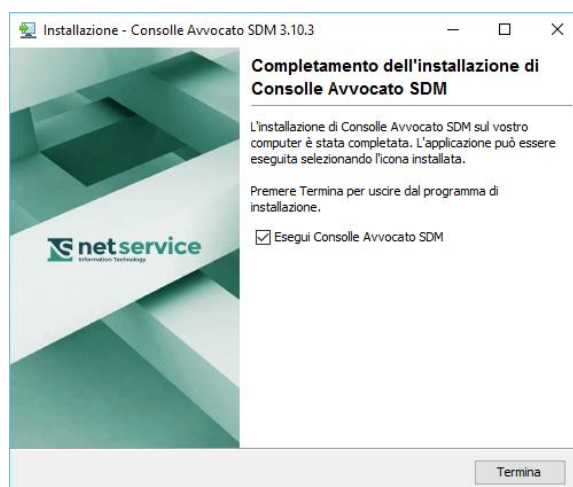 Installazione - Consolle Avvocato SDM 3.10.3
Completamento dell'installazione di
Consolle Avvocato SDM
L'installazione di Consolle Avvocato SDM sul vostro
computer è stata completata. L'applicazione può essere
eseguita selezionando l'icona installata.
Premere Termina per uscire dal programma di
installazione.
Esegui Consolle Avvocato SDM
netservice
Information Technology
Termina